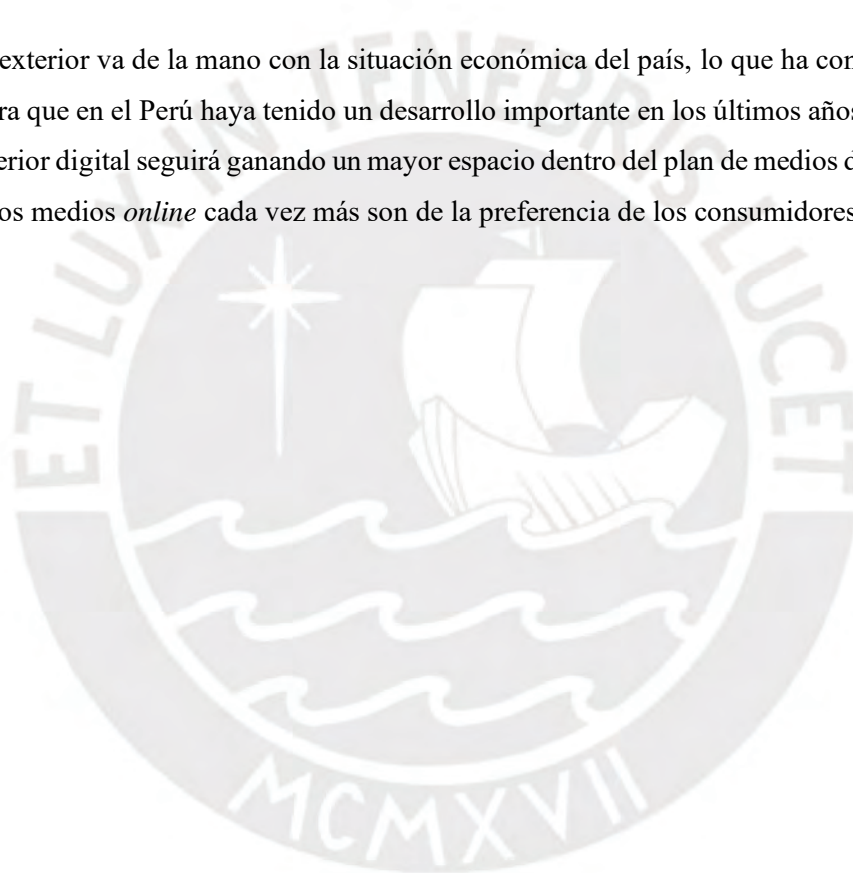 exterior va de la mano con la situación económica del país, lo que ha con
ra que en el Perú haya tenido un desarrollo importante en los últimos años
erior digital seguirá ganando un mayor espacio dentro del plan de medios d
os medios online cada vez más son de la preferencia de los consumidores
ET LUX IN TENEBRIS LUCET
MCMXVII